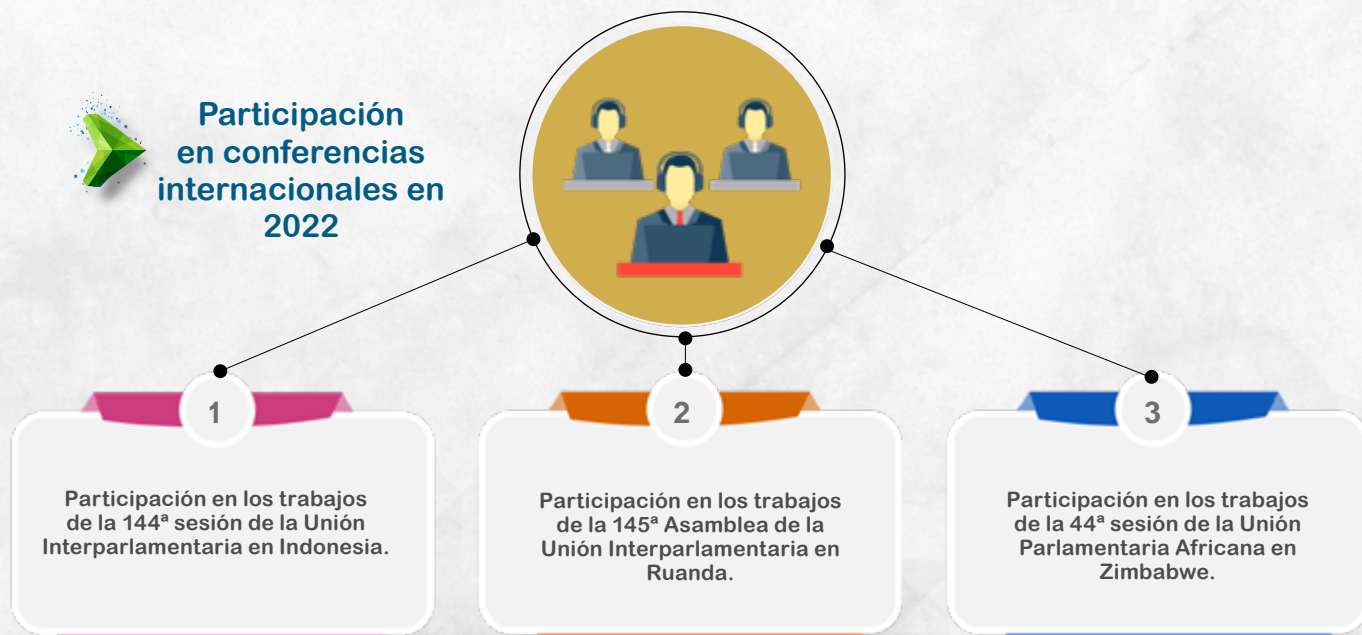 Participación
en conferencias
internacionales en
2022
1
Participación en los trabajos
de la 144ª sesión de la Unión
Interparlamentaria en Indonesia.
2
Participación en los trabajos
de la 145ª Asamblea de la
Unión Interparlamentaria en
Ruanda.
3
Participación en los trabajos
de la 44ª sesión de la Unión
Parlamentaria Africana en
Zimbabwe.